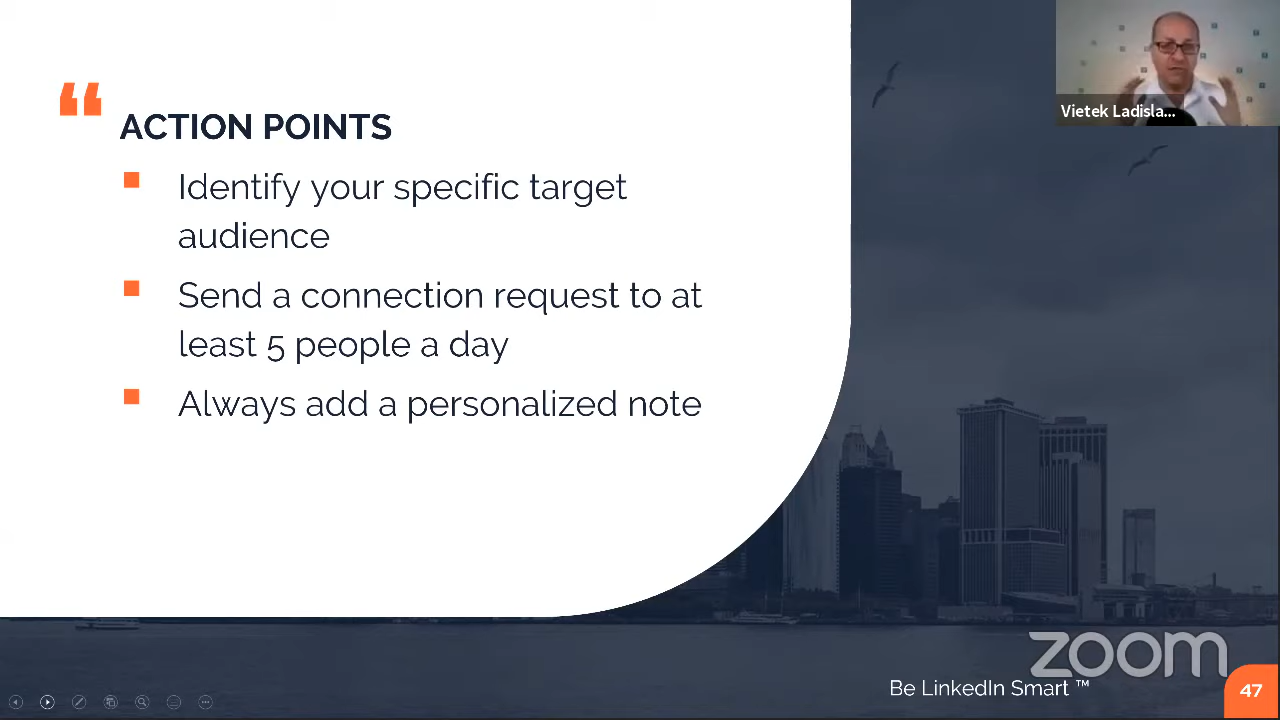 “
ACTION POINTS
Identify your specific target
audience
Send a connection request to at
least 5 people a day
Always add a personalized note
Vietek Ladisla...
zoom
Be LinkedIn Smart ™
47